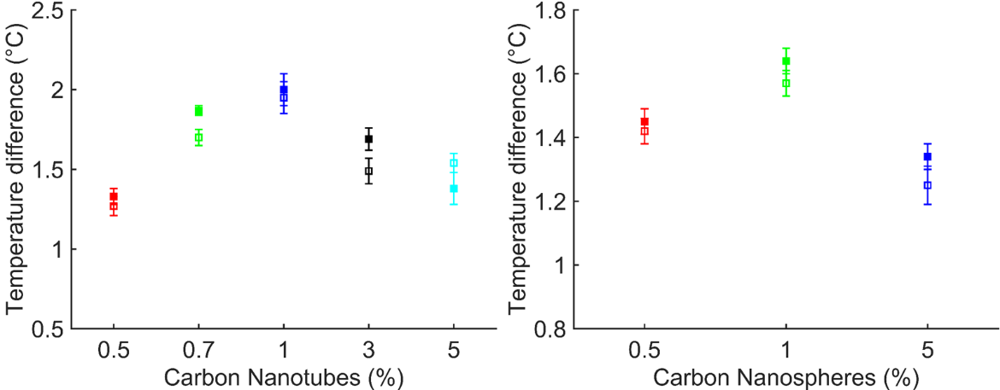 Temperature difference (°C)
2.5
2
1.5
1
0.5
0.5 0.7 1 3 5
Carbon Nanotubes (%)
Temperature difference (°C)
1.8
1.6
1.4
1.2
1
0.8
0.5 1 5
Carbon Nanospheres (%)